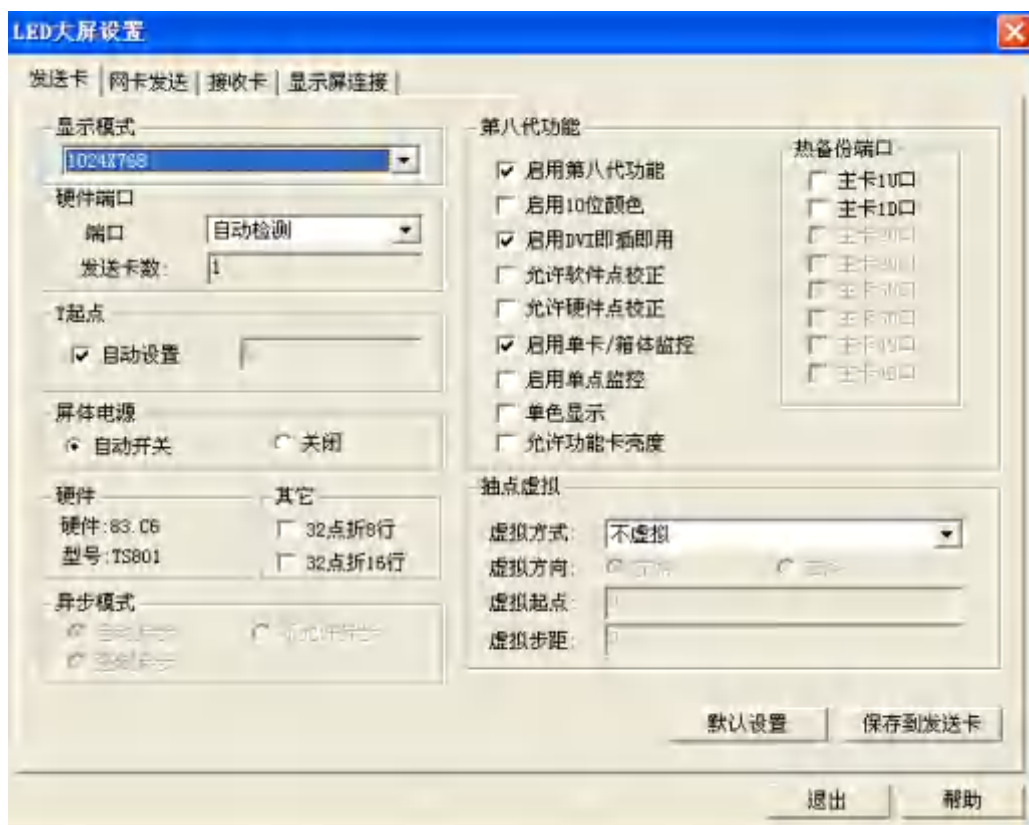 LED大屏设置
发送卡 网卡发送 接收卡 显示屏连接
显示模式
1024X768
硬件端口
端口 自动检测
发送卡数: 1
Y起点
自动设置
屏体电源
自动开关 关闭
硬件
硬件:83.C6
型号:TS801
其它
32点折8行
32点折16行
异步模式
第八代功能
启用第八代功能
启用10位颜色
启用DVI即插即用
允许软件点校正
允许硬件点校正
启用单卡/箱体监控
启用单点监控
单色显示
允许功能卡亮度
热备份端口
主卡1U口
主卡1D口
抽点虚拟
虚拟方式: 不虚拟
虚拟方向:
虚拟起点:
虚拟步距:
默认设置 保存到发送卡
退出 帮助